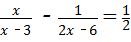 x/(x − 3) − 1/(2x − 6) = 1/2